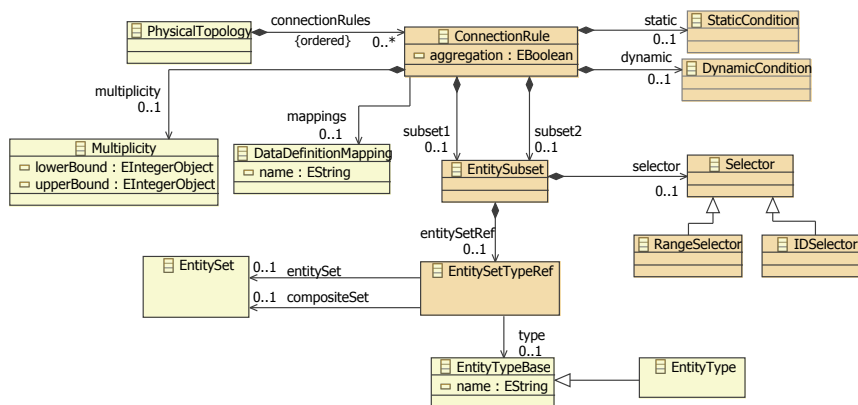 PhysicalTopology
connectionRules
{ordered}
0..*
ConnectionRule
aggregation : EBoolean
static
0..1
StaticCondition
dynamic
0..1
DynamicCondition
multiplicity
0..1
mappings
0..1
subset1
0..1
subset2
0..1
Multiplicity
lowerBound : EIntegerObject
upperBound : EIntegerObject
DataDefinitionMapping
name : EString
EntitySubset
selector
0..1
Selector
RangeSelector
IDSelector
entitySetRef
0..1
EntitySet
0..1 entitySet
0..1 compositeSet
EntitySetTypeRef
type
0..1
EntityTypeBase
name : EString
EntityType